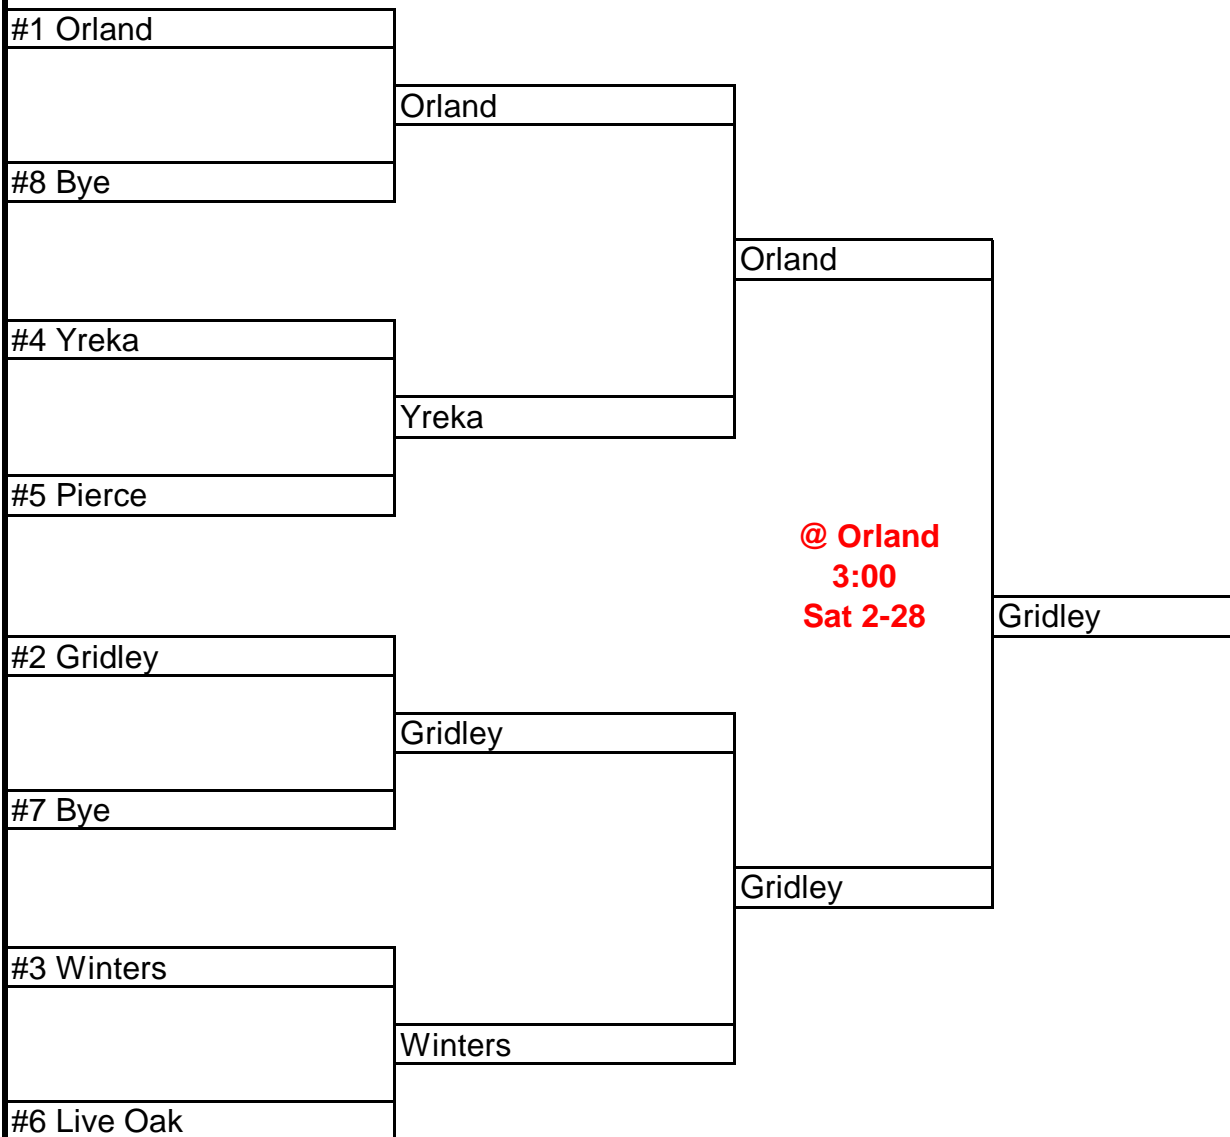 #1 Orland
Orland
#8 Bye
Orland
#4 Yreka
Yreka
#5 Pierce
@ Orland
3:00
Sat 2-28
Gridley
#2 Gridley
Gridley
#7 Bye
Gridley
#3 Winters
Winters
#6 Live Oak